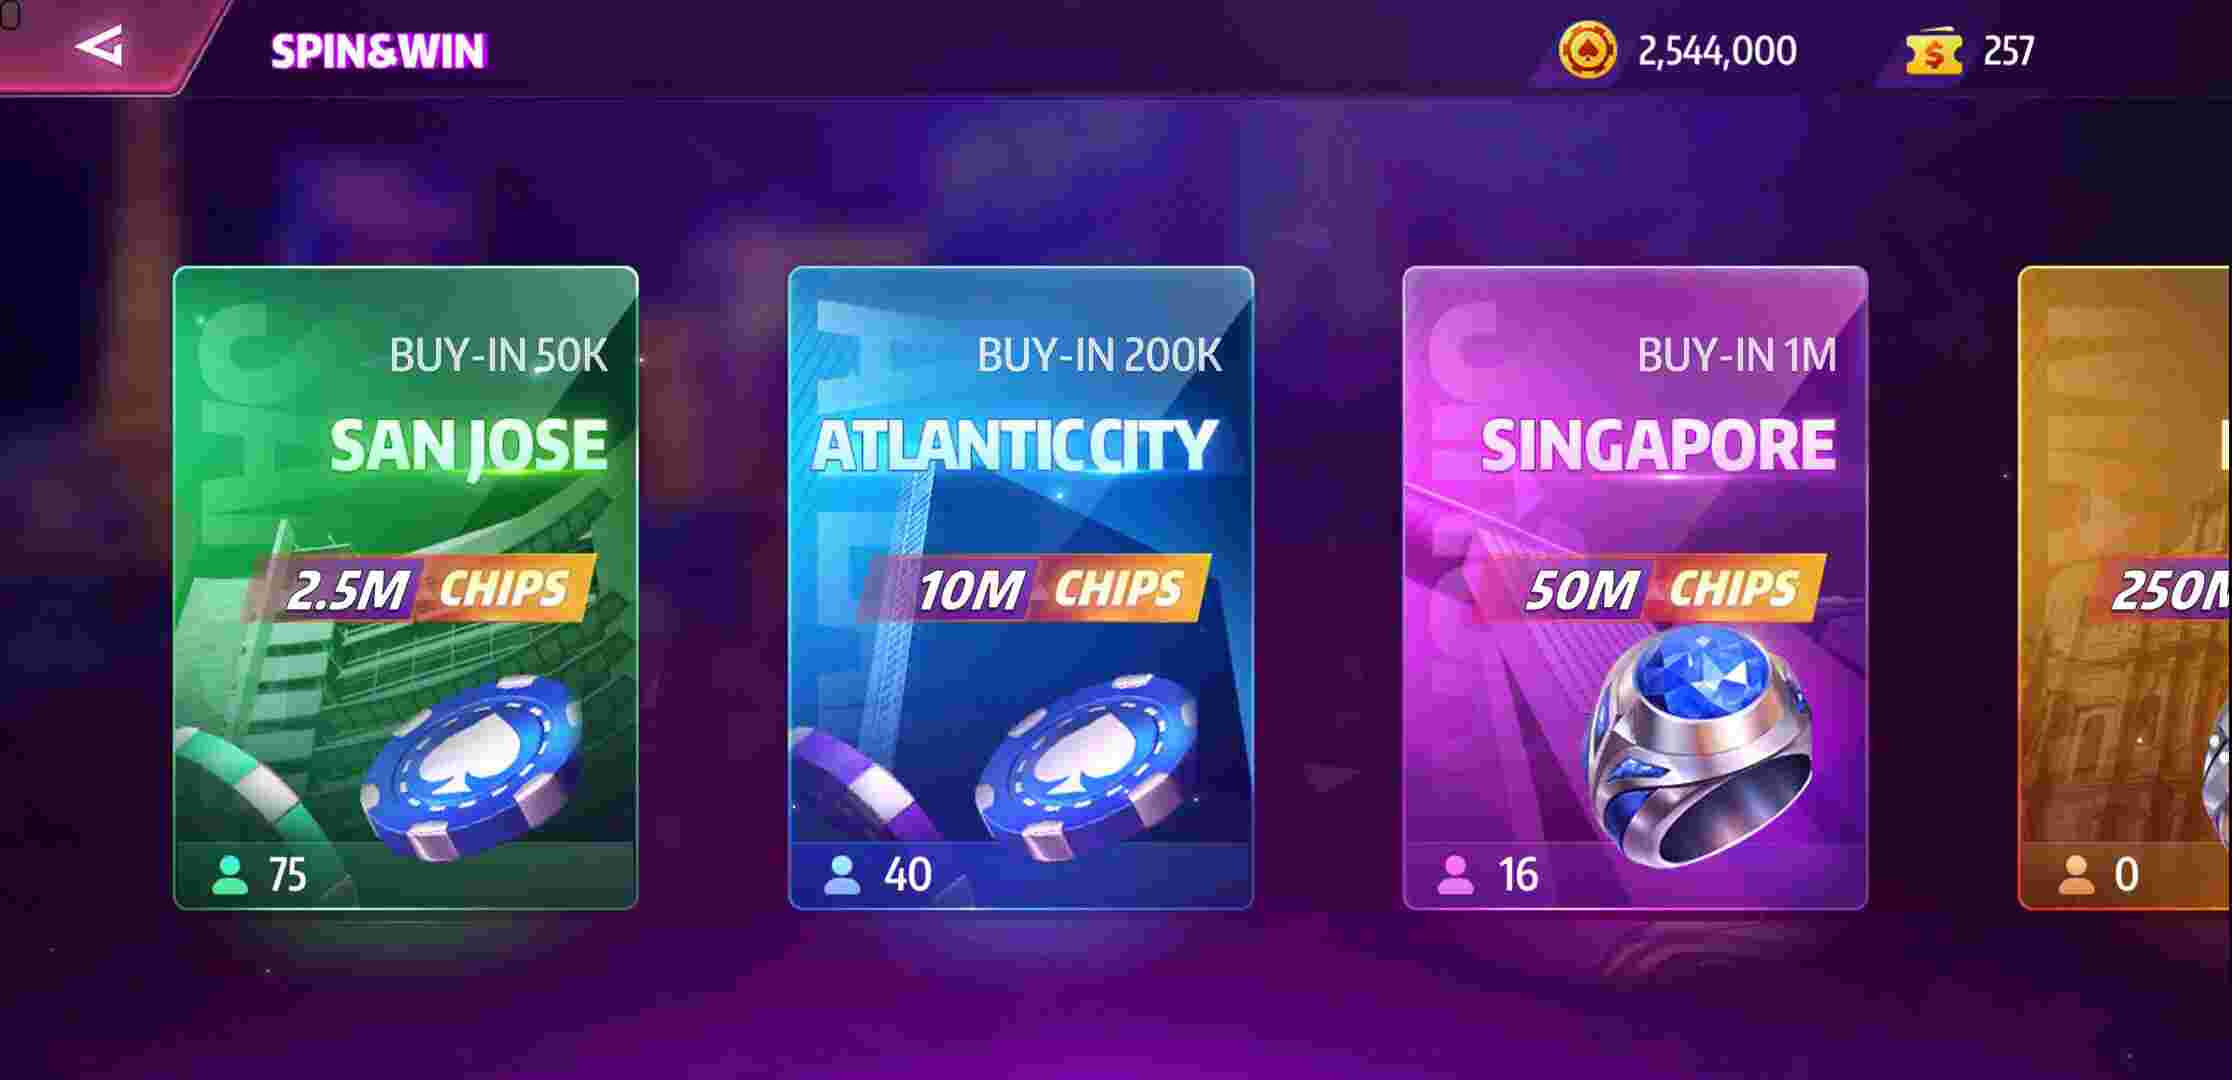 SPIN&WIN
2,544,000
257
BUY-IN 50K
SAN JOSE
2.5M CHIPS
75
BUY-IN 200K
ATLANTIC CITY
10M CHIPS
40
BUY-IN 1M
SINGAPORE
50M CHIPS
16
250M
0